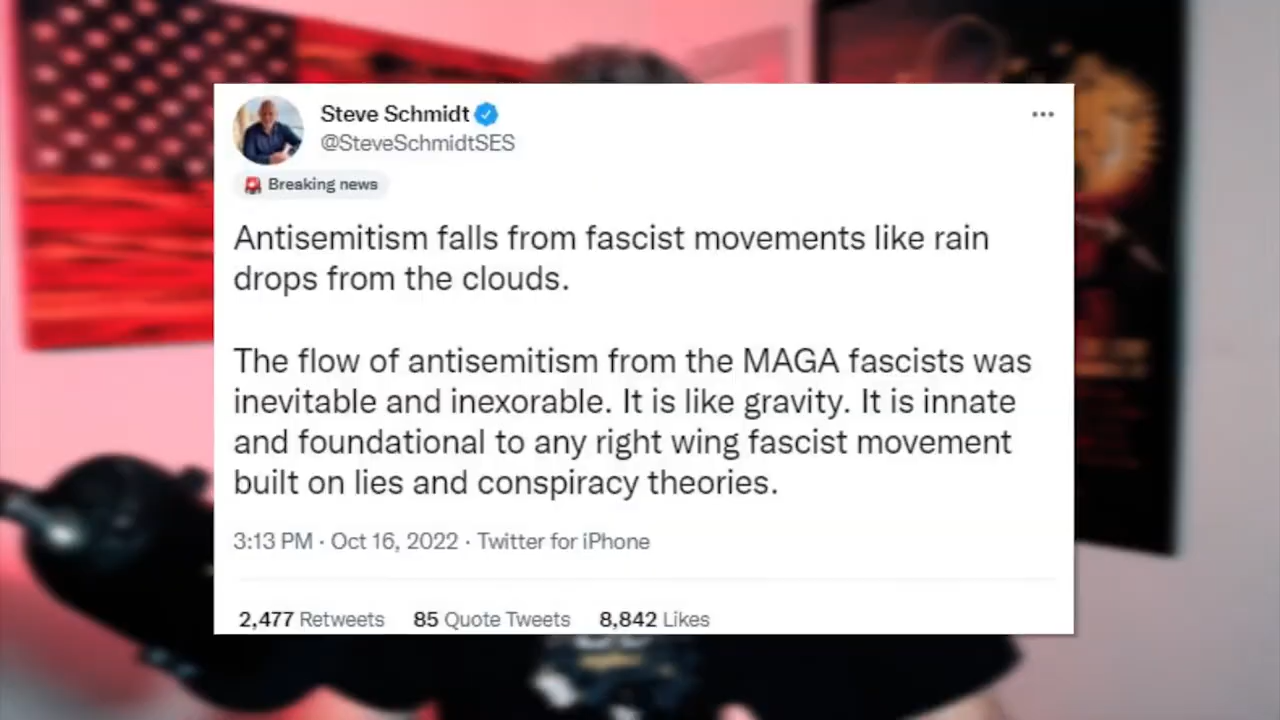 Steve Schmidt
@SteveSchmidtSES
Breaking news
Antisemitism falls from fascist movements like rain
drops from the clouds.
The flow of antisemitism from the MAGA fascists was
inevitable and inexorable. It is like gravity. It is innate
and foundational to any right wing fascist movement
built on lies and conspiracy theories.
3:13 PM · Oct 16, 2022 · Twitter for iPhone
2,477 Retweets 85 Quote Tweets 8,842 Likes